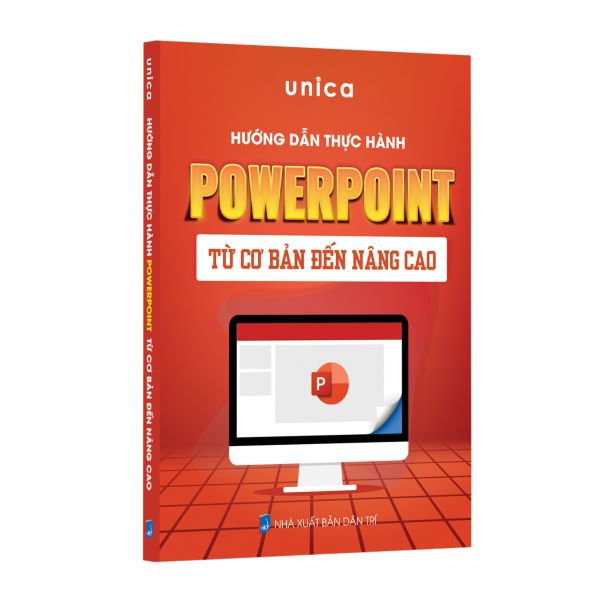 unica
HƯỚNG DẪN THỰC HÀNH POWERPOINT TỪ CƠ BẢN ĐẾN NÂNG CAO
unica
HƯỚNG DẪN THỰC HÀNH
POWERPOINT
TỪ CƠ BẢN ĐẾN NÂNG CAO
P
NHÀ XUẤT BẢN DÂN TRÍ